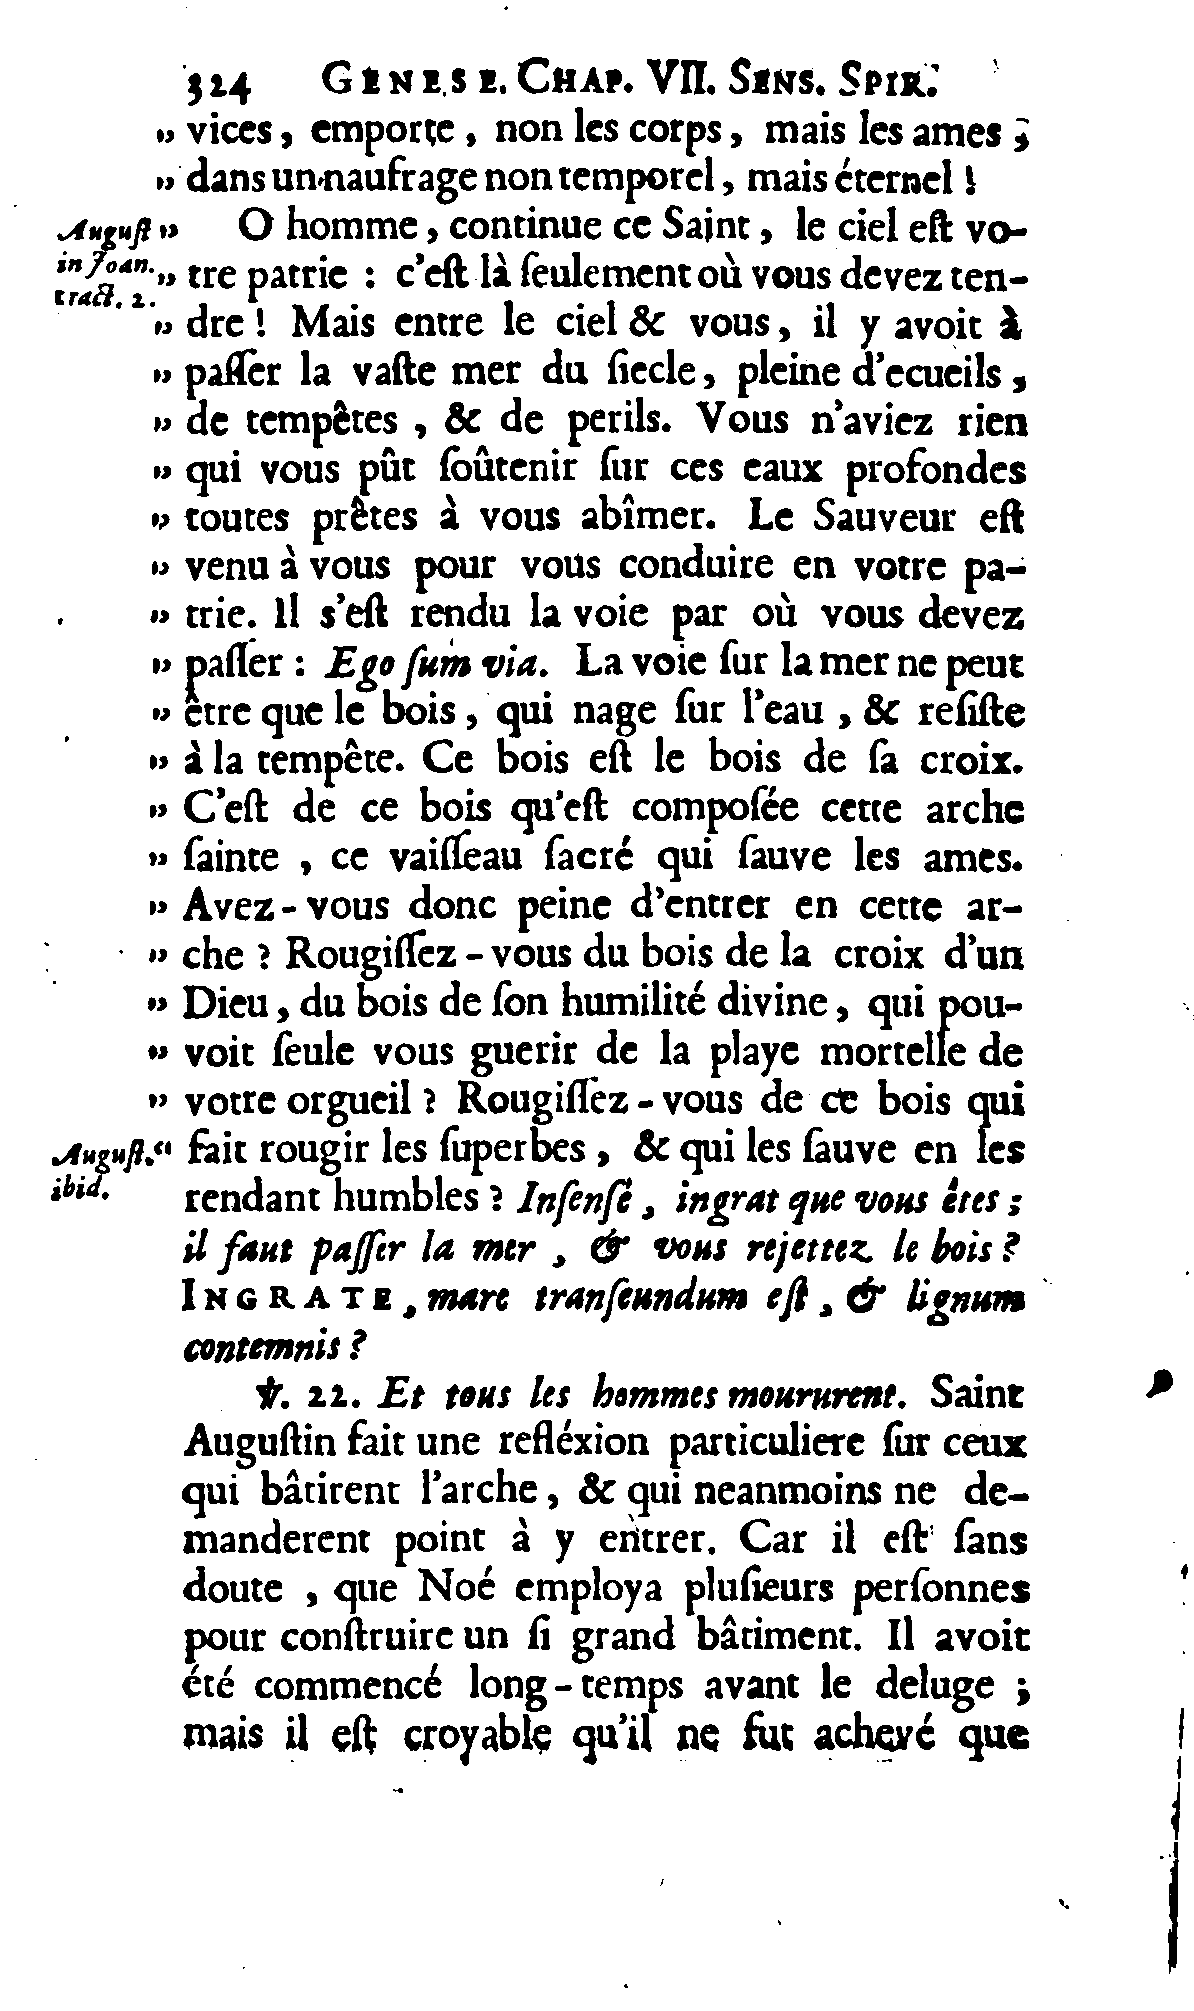 324 GENESE. CHAP. VII. SENS. SPIR.
„ vices, emporte, non les corps, mais les ames ;
„ dans un naufrage non temporel, mais éternel !
Auguſt „ O homme, continue ce Saint, le ciel eſt vo-
in Joan. „ tre patrie : c'eſt là ſeulement où vous devez ten-
tract. 2.
„ dre ! Mais entre le ciel & vous, il y avoit à
„ paſſer la vaſte mer du ſiecle, pleine d'ecueils,
„ de tempêtes, & de perils. Vous n'aviez rien
„ qui vous pût ſoûtenir ſur ces eaux profondes
„ toutes prêtes à vous abîmer. Le Sauveur eſt
„ venu à vous pour vous conduire en votre pa-
„ trie. Il s'eſt rendu la voie par où vous devez
„ paſſer : Ego ſum via. La voie ſur la mer ne peut
„ être que le bois, qui nage ſur l'eau, & reſiſte
„ à la tempête. Ce bois eſt le bois de ſa croix.
„ C'eſt de ce bois qu'eſt compoſée cette arche
„ ſainte, ce vaiſſeau ſacré qui ſauve les ames.
„ Avez-vous donc peine d'entrer en cette ar-
„ che ? Rougiſſez-vous du bois de la croix d'un
„ Dieu, du bois de ſon humilité divine, qui pou-
„ voit ſeule vous guerir de la playe mortelle de
„ votre orgueil ? Rougiſſez-vous de ce bois qui
Auguſt. “ fait rougir les ſuperbes, & qui les ſauve en les
ibid. rendant humbles ? Inſenſé, ingrat que vous êtes ;
il faut paſſer la mer, & vous rejettez le bois ?
INGRATE, mare tranſeundum eſt, & lignum
contemnis ?
℣. 22. Et tous les hommes moururent. Saint
Auguſtin fait une refléxion particuliere ſur ceux
qui bâtirent l'arche, & qui neanmoins ne de-
manderent point à y entrer. Car il eſt ſans
doute, que Noé employa pluſieurs perſonnes
pour conſtruire un ſi grand bâtiment. Il avoit
été commencé long-temps avant le deluge ;
mais il eſt croyable qu'il ne fut achevé que